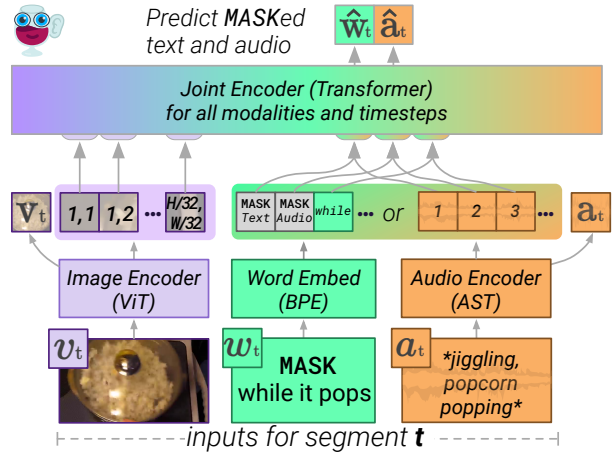 Predict MASKed
text and audio
ŵt
ât
Joint Encoder (Transformer)
for all modalities and timesteps
vt
1,1
1,2
...
H/32,
W/32
MASK
Text
MASK
Audio
while
...
or
1
2
3
...
at
Image Encoder
(ViT)
Word Embed
(BPE)
Audio Encoder
(AST)
vt
wt
MASK
while it pops
at
*jiggling,
popcorn
popping*
inputs for segment t